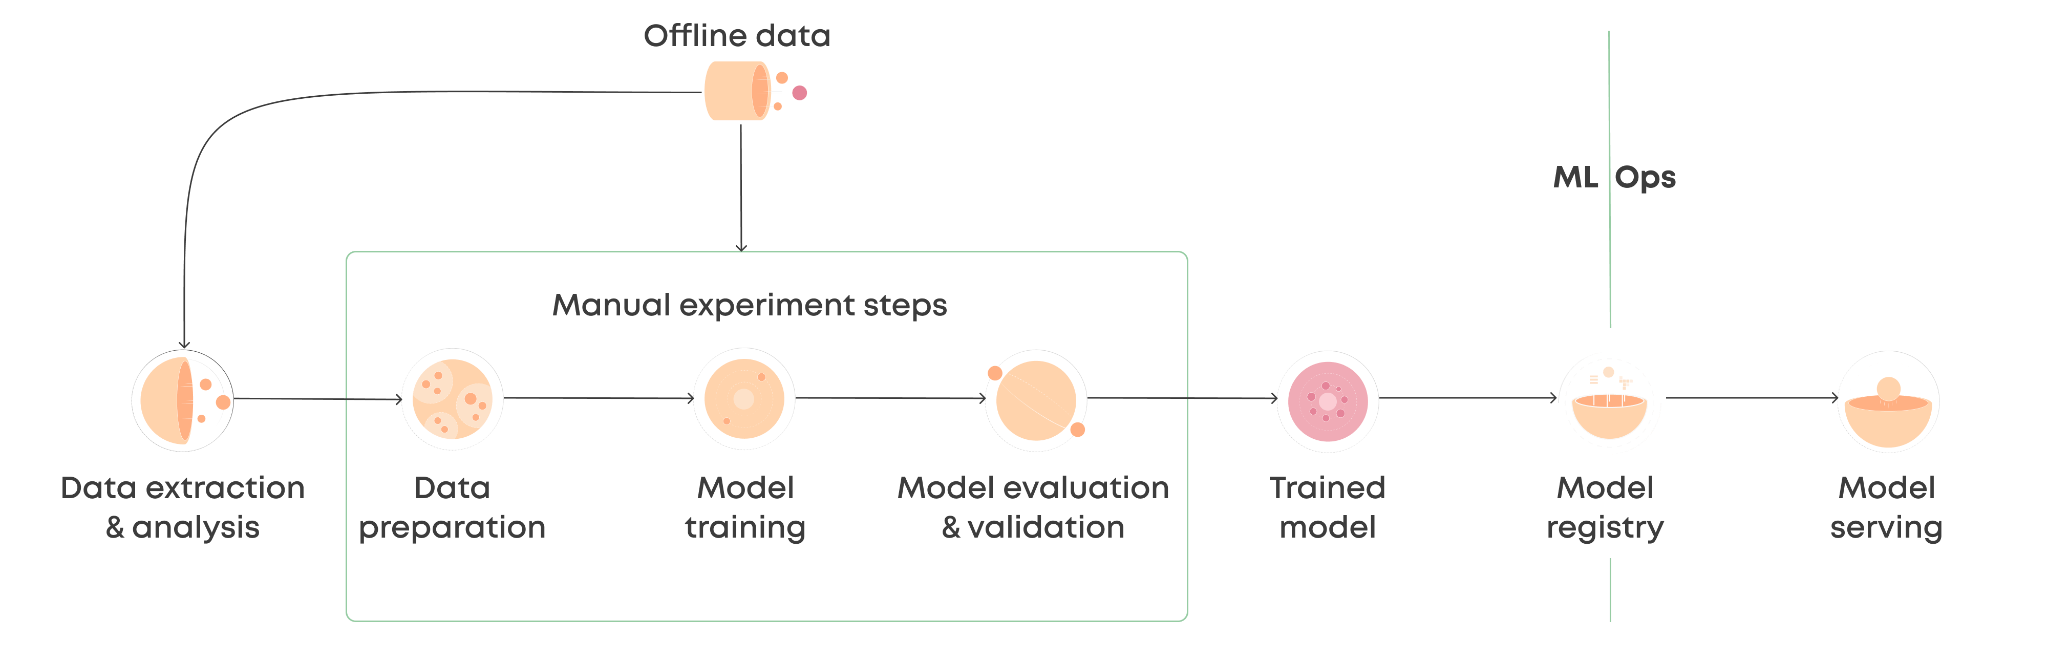 Offline data
ML Ops
Manual experiment steps
Data extraction
& analysis
Data
preparation
Model
training
Model evaluation
& validation
Trained
model
Model
registry
Model
serving